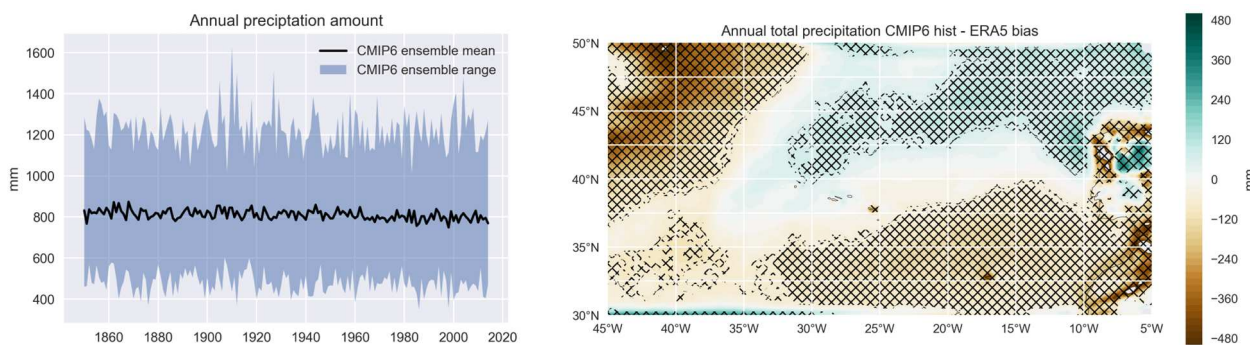 Annual preciptation amount
CMIP6 ensemble mean
CMIP6 ensemble range
mm
1600
1400
1200
1000
800
600
400
1860 1880 1900 1920 1940 1960 1980 2000 2020
Annual total precipitation CMIP6 hist - ERA5 bias
50°N
45°N
40°N
35°N
30°N
45°W 40°W 35°W 30°W 25°W 20°W 15°W 10°W 5°W
480
360
240
120
0
−120
−240
−360
−480
mm